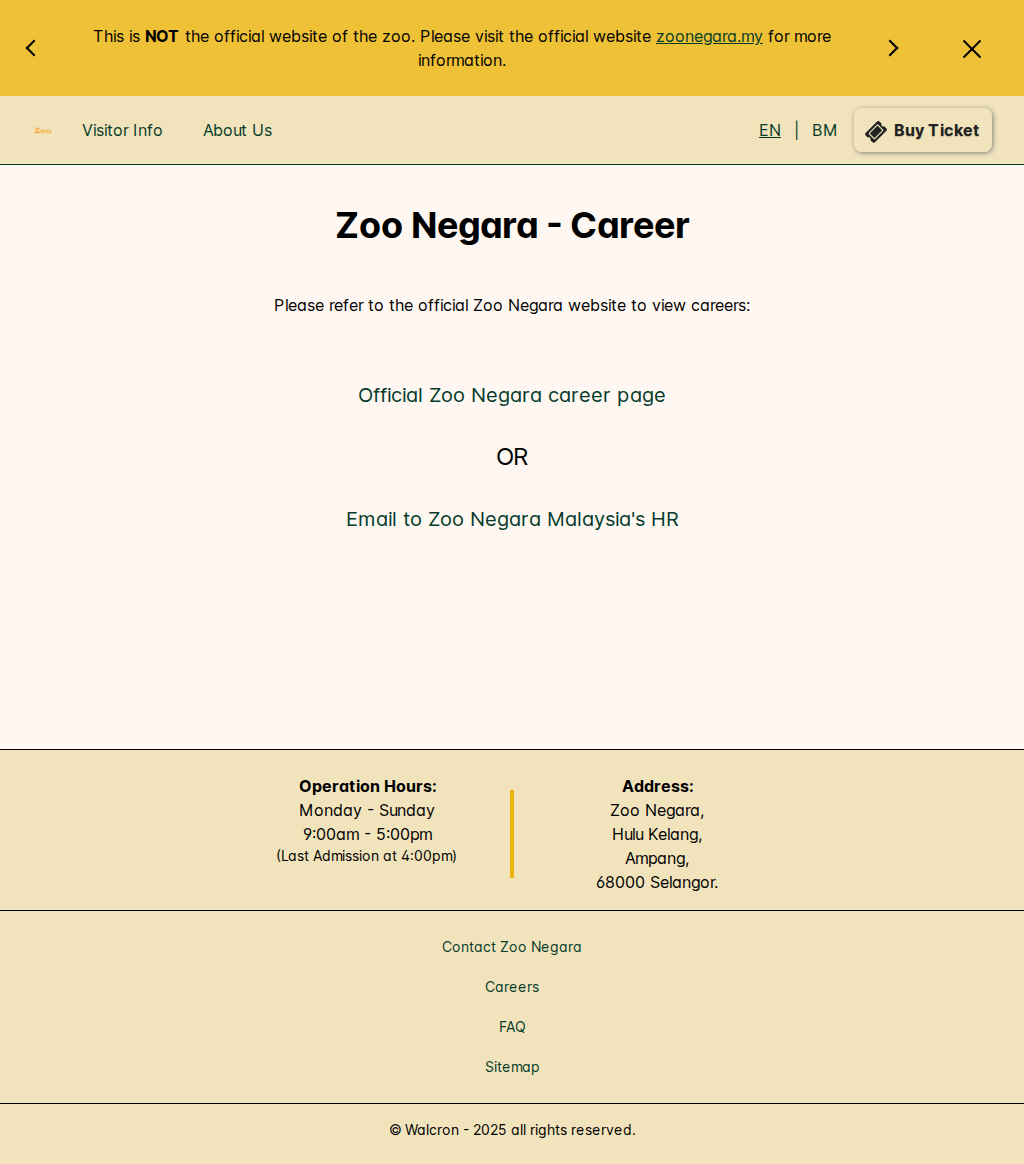 This is NOT the official website of the zoo. Please visit the official website zoonegara.my for more
information.
Zoo
Visitor Info
About Us
EN | BM
Buy Ticket
Zoo Negara - Career
Please refer to the official Zoo Negara website to view careers:
Official Zoo Negara career page
OR
Email to Zoo Negara Malaysia's HR
Operation Hours:
Monday - Sunday
9:00am - 5:00pm
(Last Admission at 4:00pm)
Address:
Zoo Negara,
Hulu Kelang,
Ampang,
68000 Selangor.
Contact Zoo Negara
Careers
FAQ
Sitemap
© Walcron - 2025 all rights reserved.